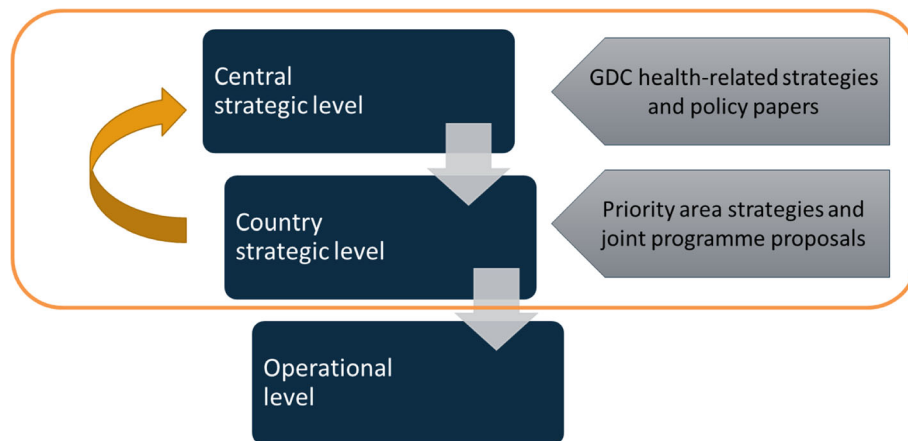 Central
strategic level
GDC health-related strategies
and policy papers
Country
strategic level
Priority area strategies and
joint programme proposals
Operational
level